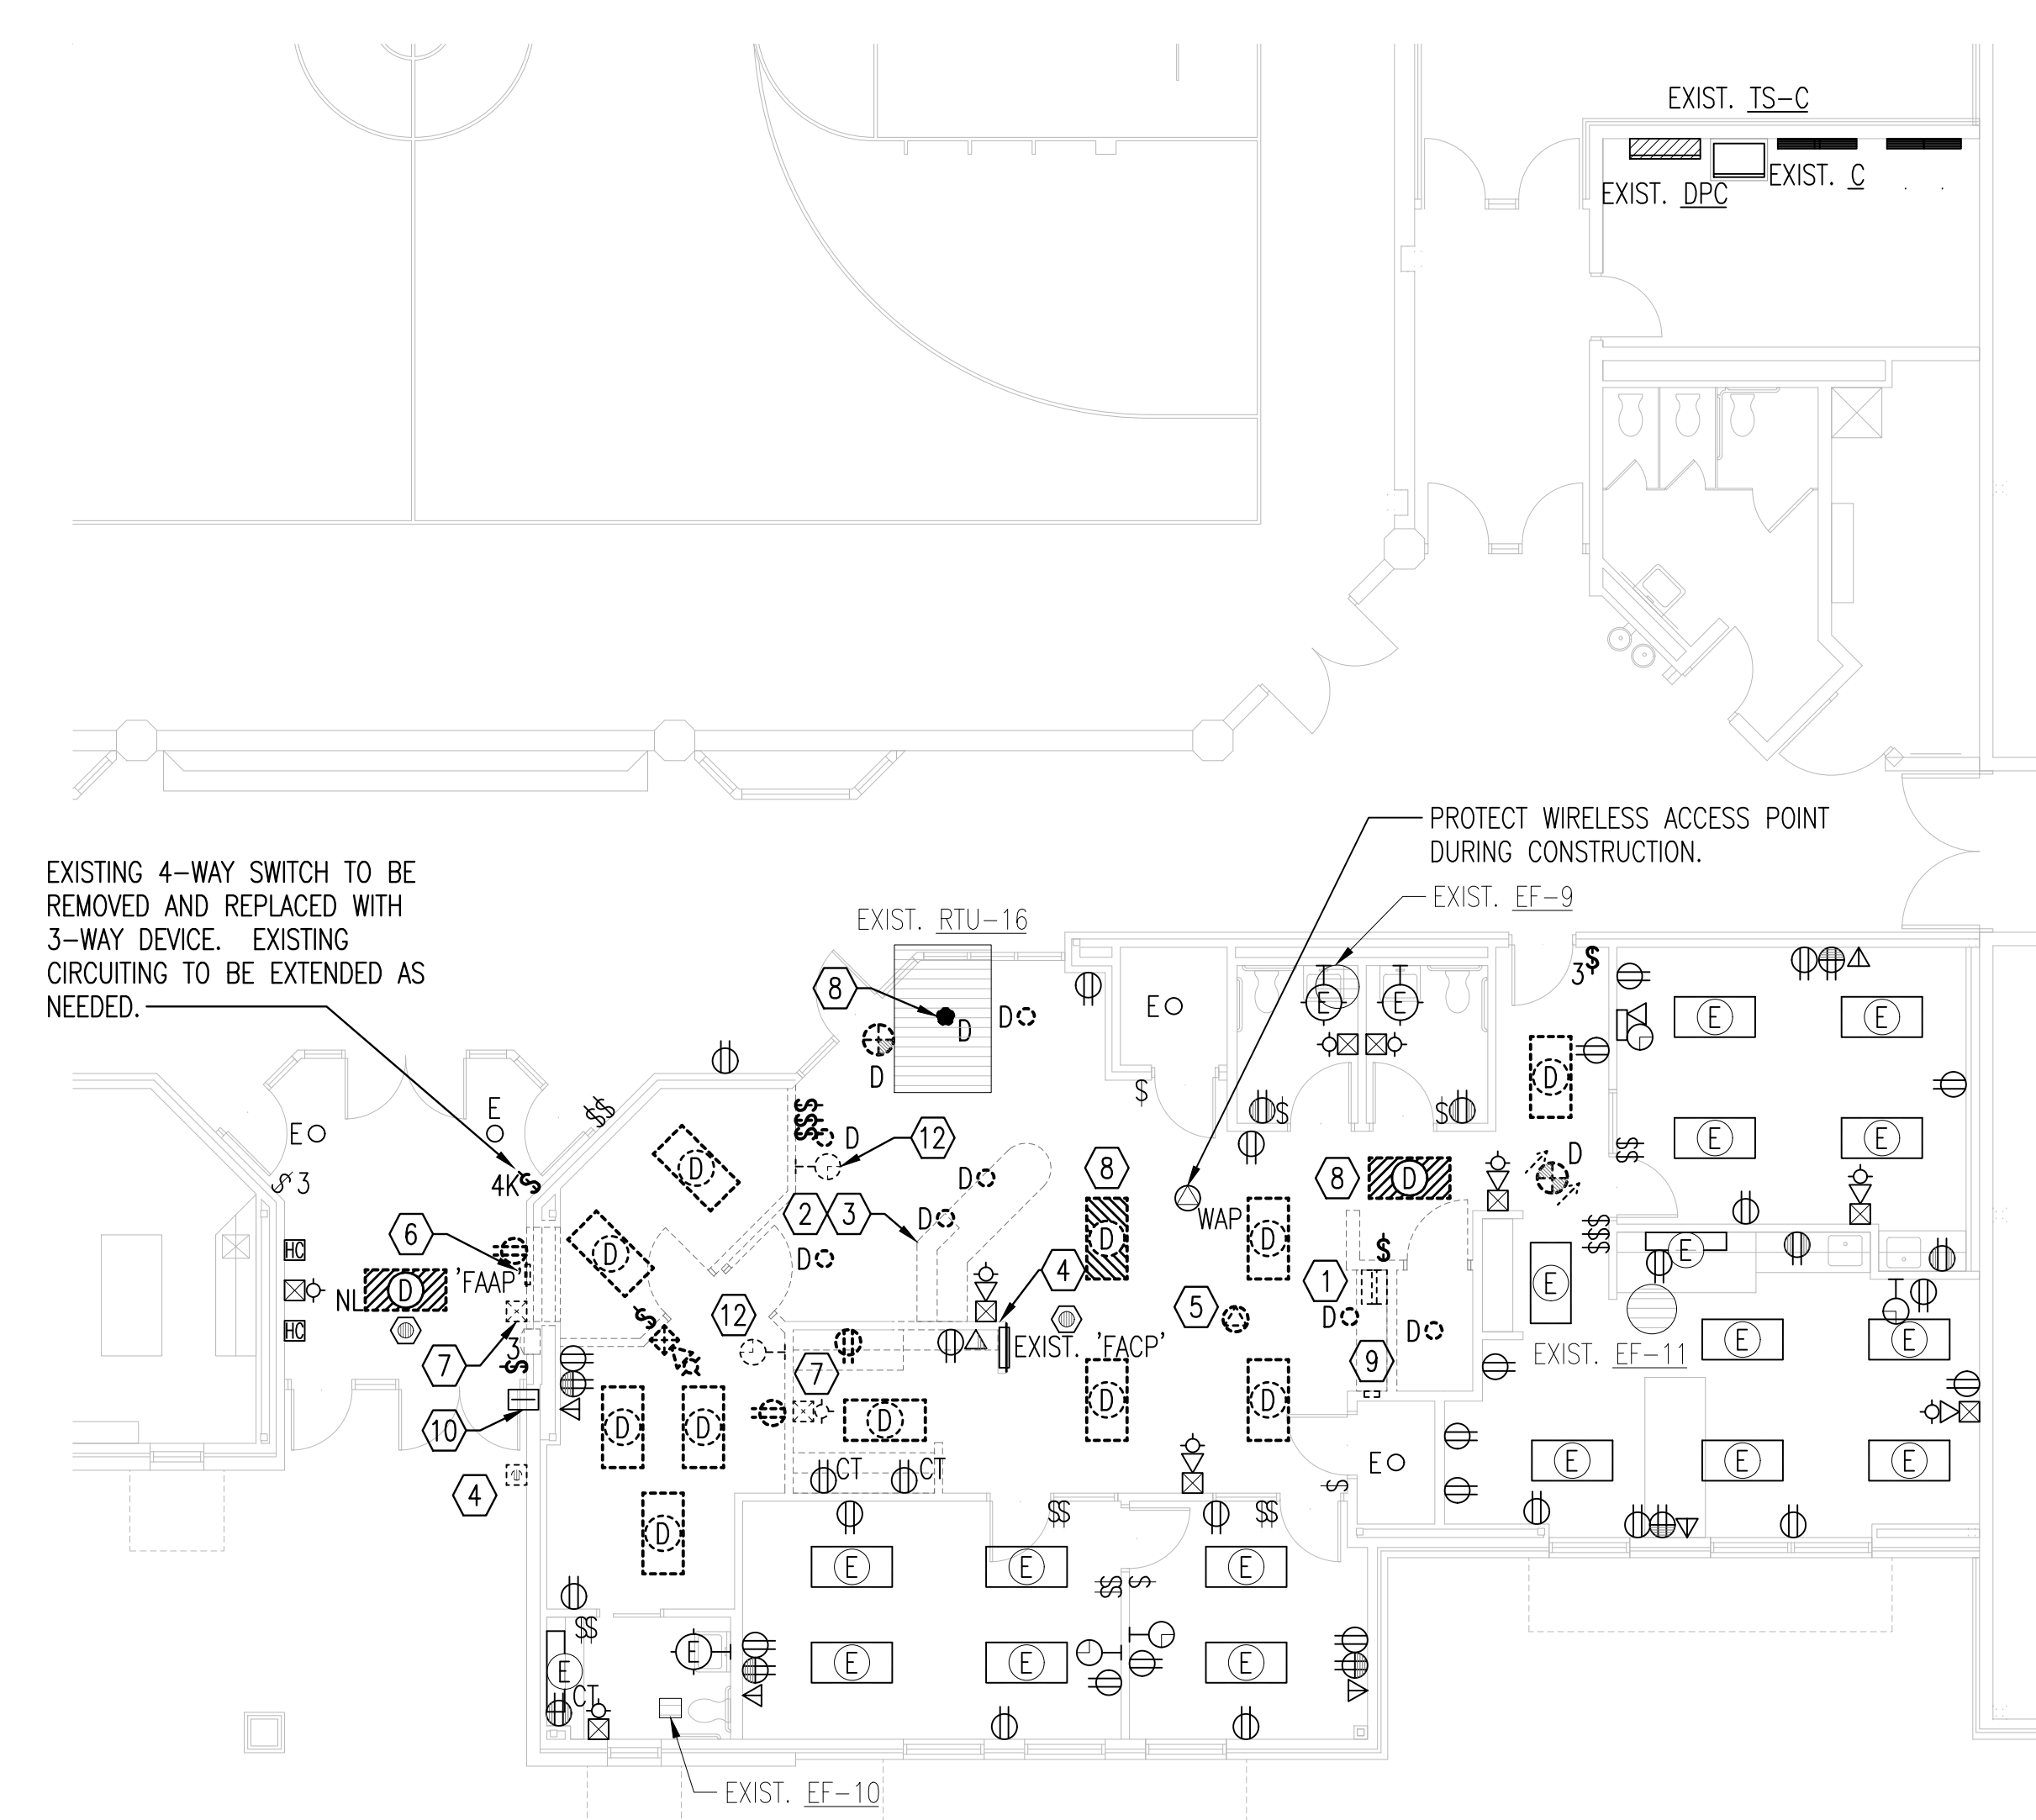 EXIST. TS-C
EXIST. DPC
EXIST. C
PROTECT WIRELESS ACCESS POINT
DURING CONSTRUCTION.
EXIST. EF-9
EXISTING 4-WAY SWITCH TO BE
REMOVED AND REPLACED WITH
3-WAY DEVICE.  EXISTING
CIRCUITING TO BE EXTENDED AS
NEEDED.
EXIST. RTU-16
8
D
D
D
3$
T
E
T
E
E
E
E
E
D
E
E
$$
$
$
$
$$$
D
12
D
8
8
D
D
E
E
$$
$3
4K$
D
2
3
D
D
D
WAP
D
D
$$$
6
'FAAP'
HC
NL
D
D
4
1
$
E
E
T
5
D
D
12
EXIST. 'FACP'
EXIST. EF-11
HC
7
3
$
$
7
9
E
E
10
D
D
D
D
D
4
CT
CT
E
$
E
E
E
D
$$
$$
E
E
E
$$
$
$$
E
E
E
E
E
CT
EXIST. EF-10